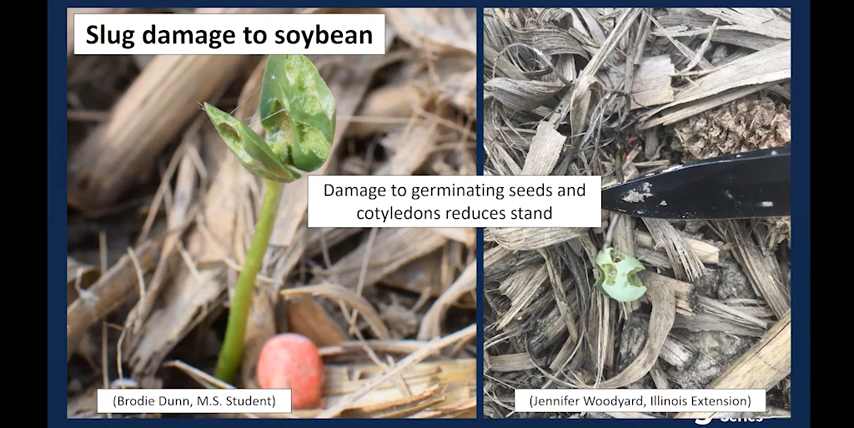 Slug damage to soybean
Damage to germinating seeds and
cotyledons reduces stand
(Brodie Dunn, M.S. Student)
(Jennifer Woodyard, Illinois Extension)